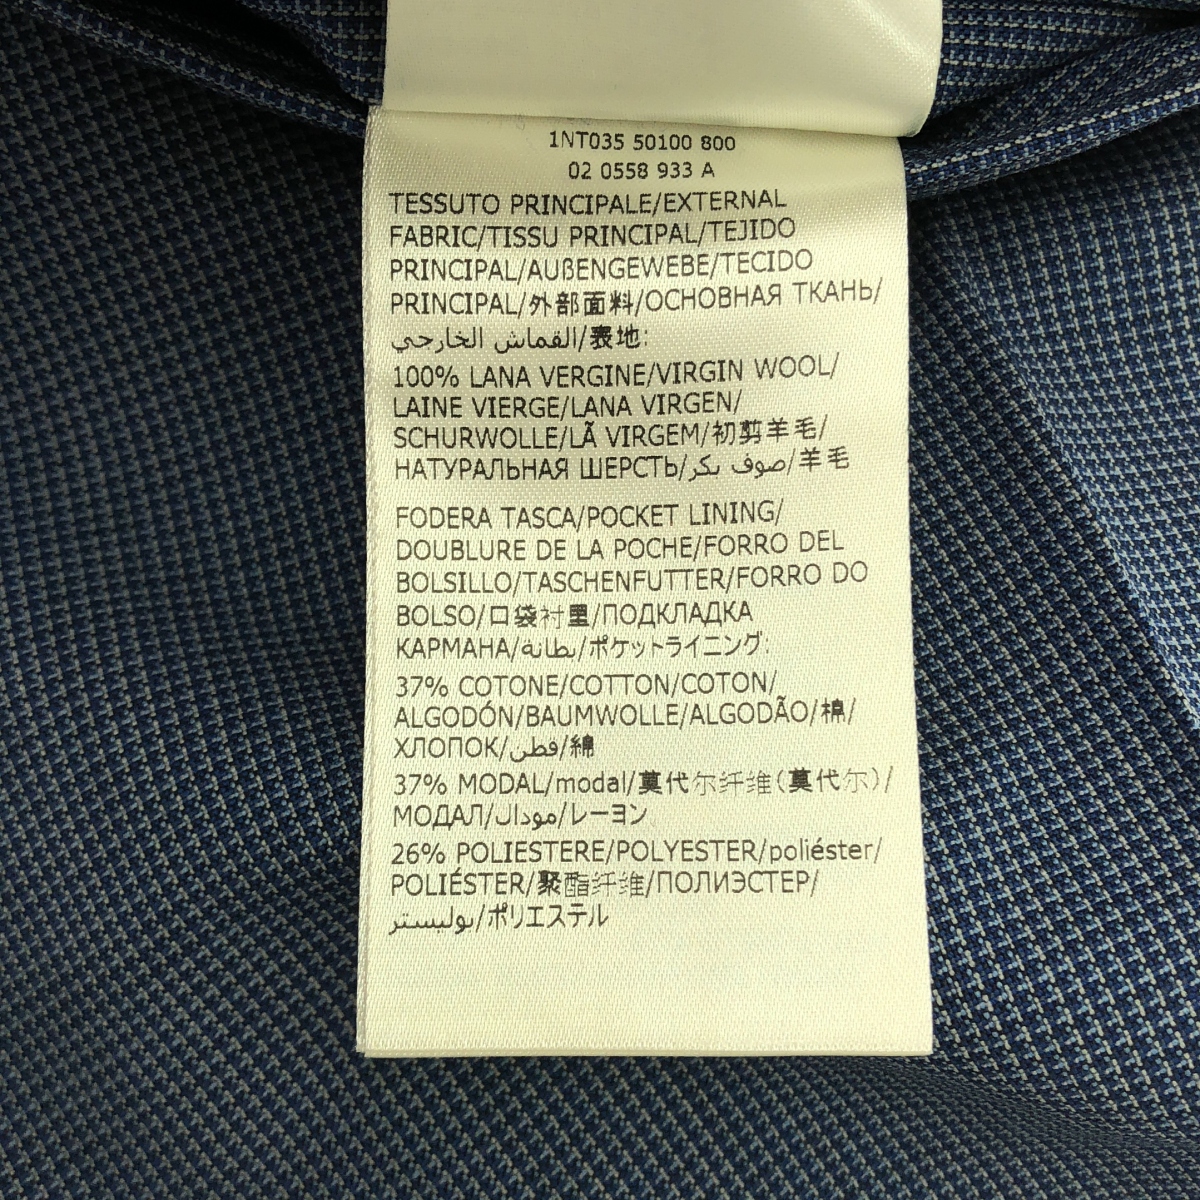 1NT035 50100 800
02 0558 933 A
TESSUTO PRINCIPALE/EXTERNAL
FABRIC/TISSU PRINCIPAL/TEJIDO
PRINCIPAL/AUßENGEWEBE/TECIDO
PRINCIPAL/外部面料/ОСНОВНАЯ ТКАНЬ/
القماش الخارجي/表地:
100% LANA VERGINE/VIRGIN WOOL/
LAINE VIERGE/LANA VIRGEN/
SCHURWOLLE/LÃ VIRGEM/初剪羊毛/
НАТУРАЛЬНАЯ ШЕРСТЬ/صوف بكر/羊毛
FODERA TASCA/POCKET LINING/
DOUBLURE DE LA POCHE/FORRO DEL
BOLSILLO/TASCHENFUTTER/FORRO DO
BOLSO/口袋衬里/ПОДКЛАДКА
КАРМАНА/بطانة/ポケットライニング:
37% COTONE/COTTON/COTON/
ALGODÓN/BAUMWOLLE/ALGODÃO/棉/
ХЛОПОК/قطن/綿
37% MODAL/modal/莫代尔纤维(莫代尔)/
МОДАЛ/مودال/レーヨン
26% POLIESTERE/POLYESTER/poliéster/
POLIÉSTER/聚酯纤维/ПОЛИЭСТЕР/
بوليستر/ポリエステル